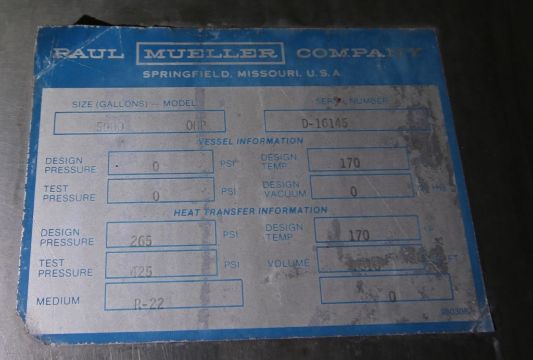 PAUL MUELLER COMPANY
SPRINGFIELD, MISSOURI, U.S.A.
SIZE (GALLONS) — MODEL SERIAL NUMBER
5000 D-16145
VESSEL INFORMATION
DESIGN PRESSURE 0 PSI DESIGN TEMP 170
TEST PRESSURE 0 PSI DESIGN VACUUM 0
HEAT TRANSFER INFORMATION
DESIGN PRESSURE 265 PSI DESIGN TEMP 170 °F
TEST PRESSURE 425 PSI VOLUME
MEDIUM R-22 0